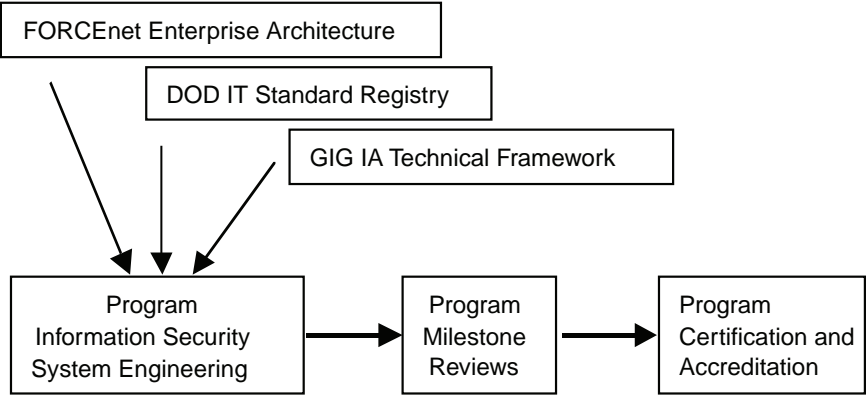 FORCEnet Enterprise Architecture
DOD IT Standard Registry
GIG IA Technical Framework
Program
Information Security
System Engineering
Program
Milestone
Reviews
Program
Certification and
Accreditation